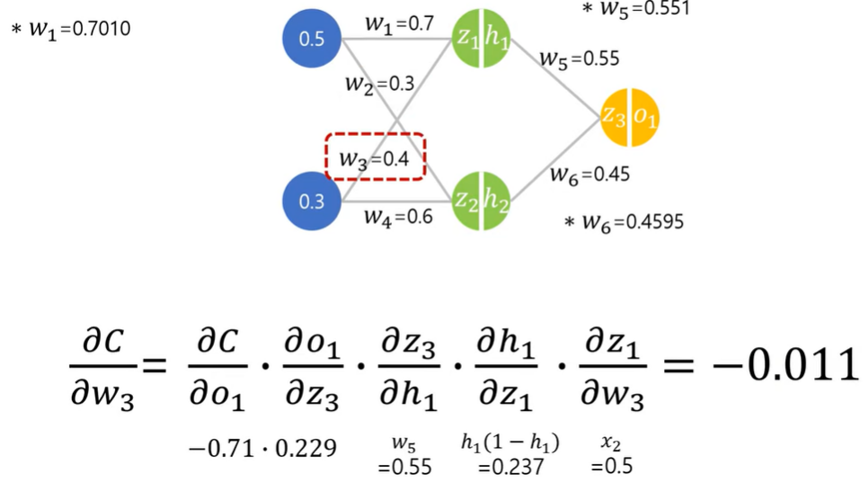 * w₅=0.551
* w₁=0.7010
0.5
w₁=0.7
z₁ h₁
w₂=0.3
w₅=0.55
z₃ o₁
w₃=0.4
w₆=0.45
0.3
w₄=0.6
z₂ h₂
* w₆=0.4595
∂C/∂w₃ = ∂C/∂o₁ · ∂o₁/∂z₃ · ∂z₃/∂h₁ · ∂h₁/∂z₁ · ∂z₁/∂w₃ = −0.011
−0.71 · 0.229 w₅ h₁(1 − h₁) x₂
=0.55 =0.237 =0.5